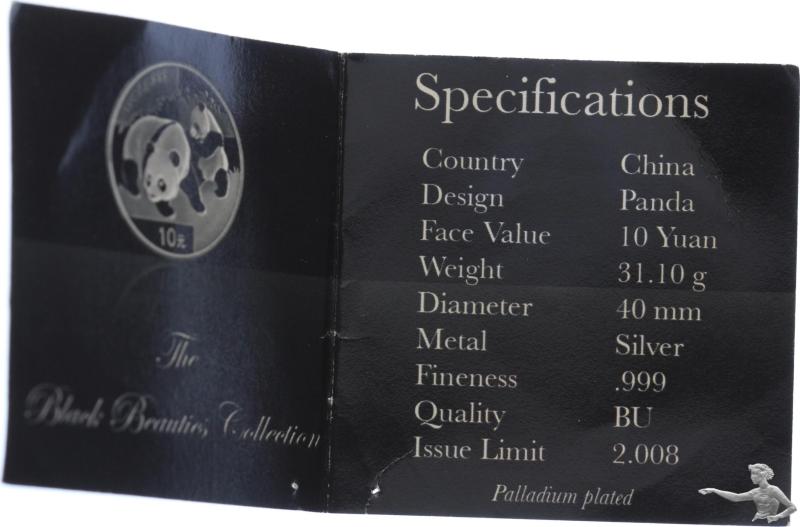 10元
The
Black Beauties Collection
Specifications
Country China
Design Panda
Face Value 10 Yuan
Weight 31.10 g
Diameter 40 mm
Metal Silver
Fineness .999
Quality BU
Issue Limit 2.008
Palladium plated